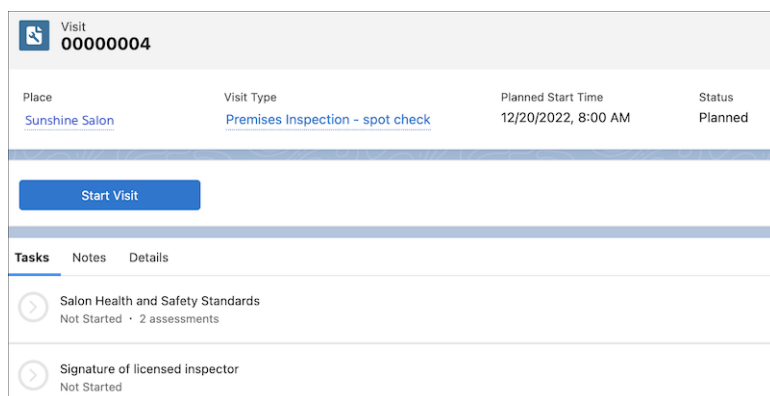 Visit
00000004
Place
Visit Type
Planned Start Time
Status
Sunshine Salon
Premises Inspection - spot check
12/20/2022, 8:00 AM
Planned
Start Visit
Tasks
Notes
Details
Salon Health and Safety Standards
Not Started • 2 assessments
Signature of licensed inspector
Not Started